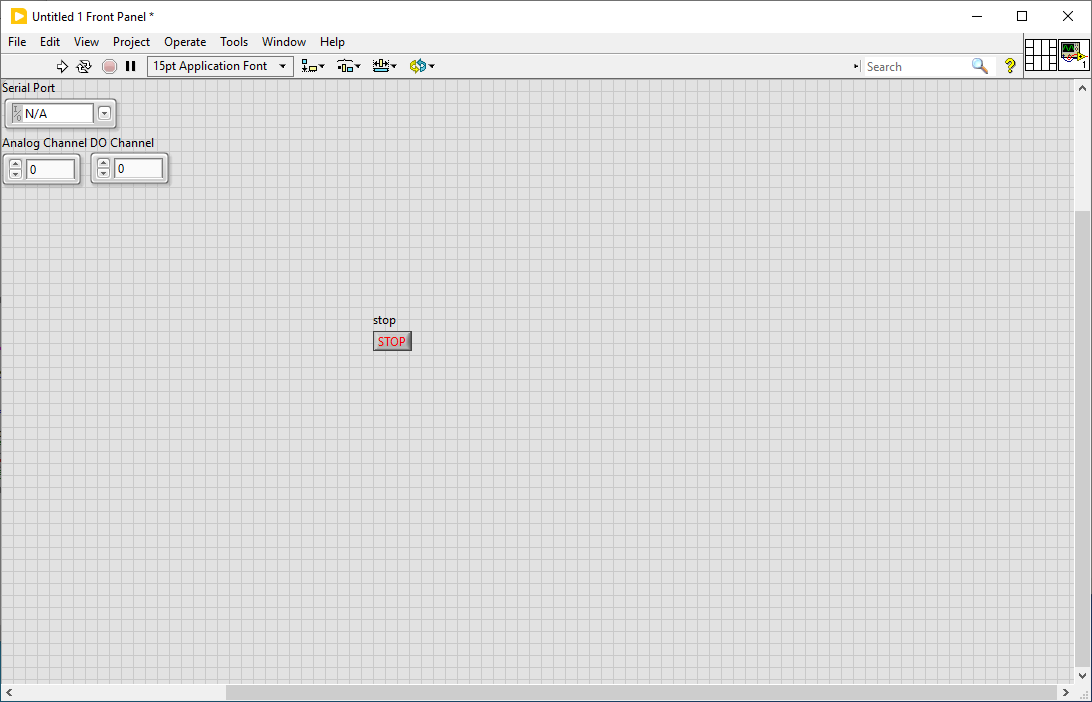 Untitled 1 Front Panel *
File Edit View Project Operate Tools Window Help
15pt Application Font
Search
?
1
Serial Port
I/O N/A
Analog Channel DO Channel
0 0
stop
STOP